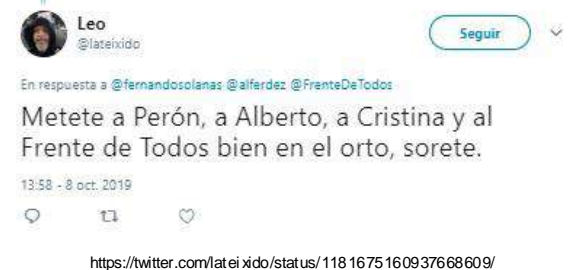 Leo
@lateixido
Seguir
En respuesta a @fernandosolanas @alferdez @FrenteDeTodos
Metete a Perón, a Alberto, a Cristina y al
Frente de Todos bien en el orto, sorete.
13:58 - 8 oct. 2019
https://twitter.com/lateixido/status/1181675160937668609/